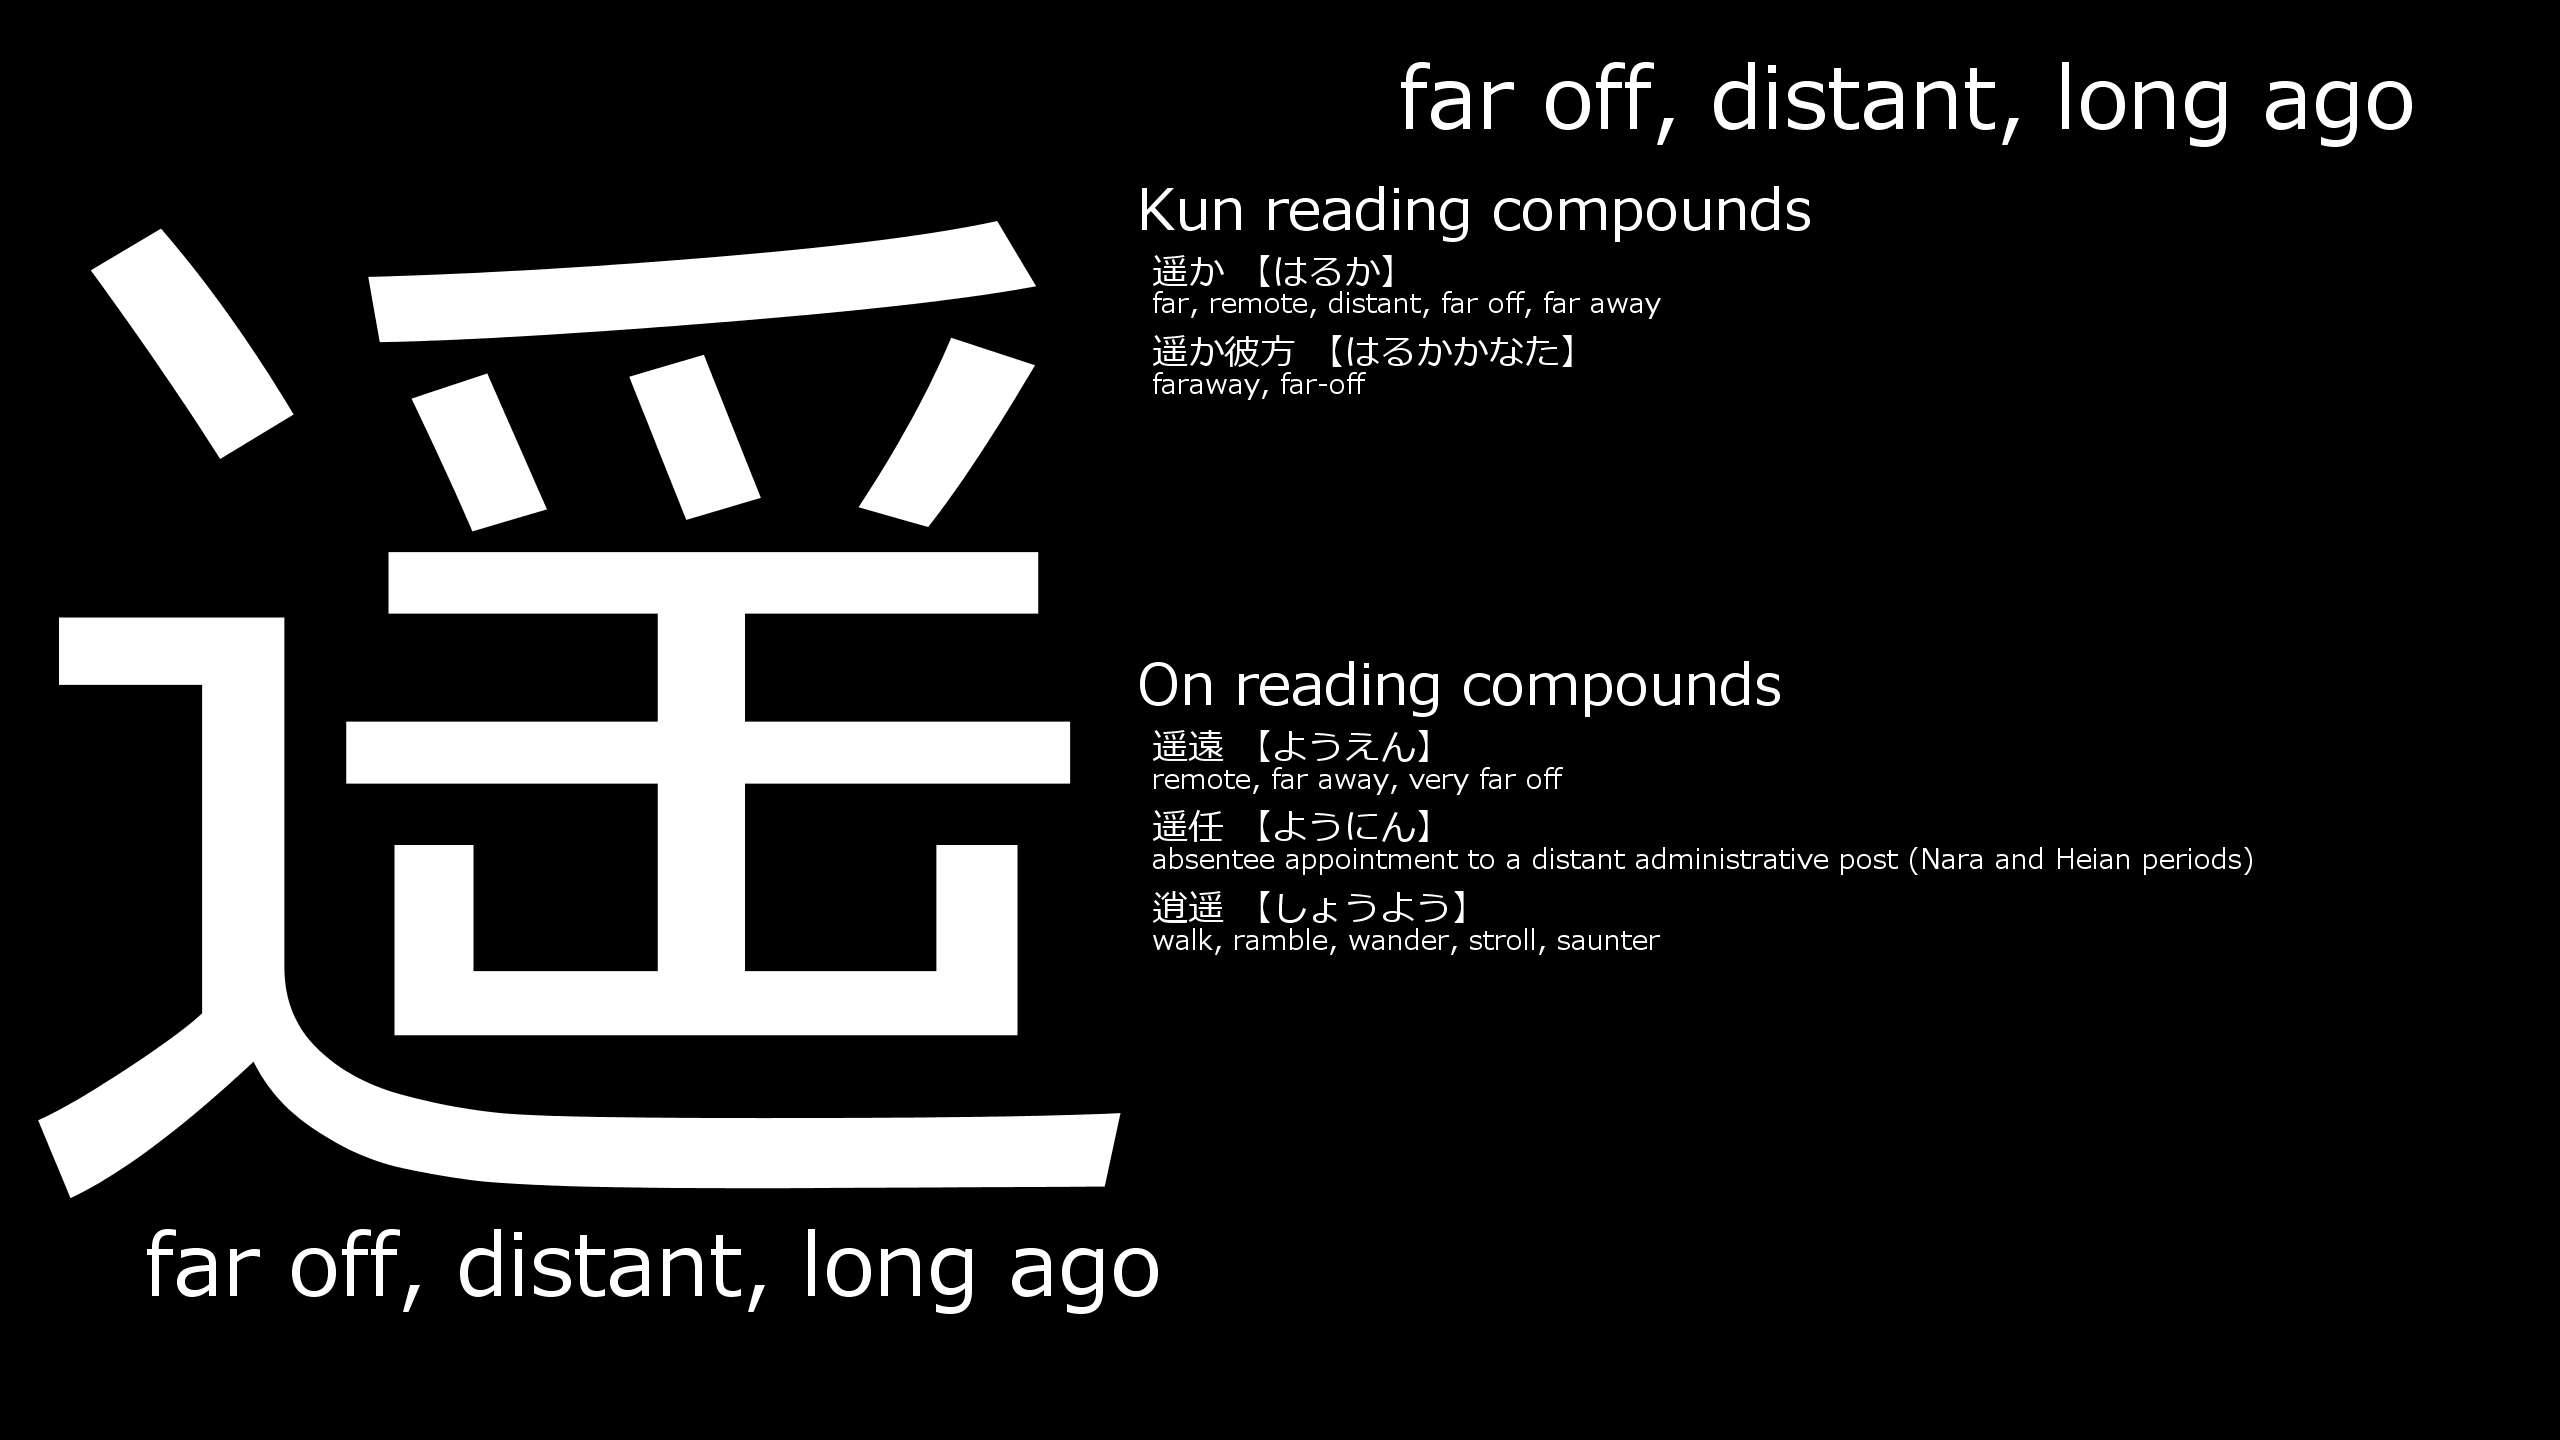 far off, distant, long ago
遥
Kun reading compounds
遥か 【はるか】
far, remote, distant, far off, far away
遥か彼方 【はるかかなた】
faraway, far-off
On reading compounds
遥遠 【ようえん】
remote, far away, very far off
遥任 【ようにん】
absentee appointment to a distant administrative post (Nara and Heian periods)
逍遥 【しょうよう】
walk, ramble, wander, stroll, saunter
far off, distant, long ago